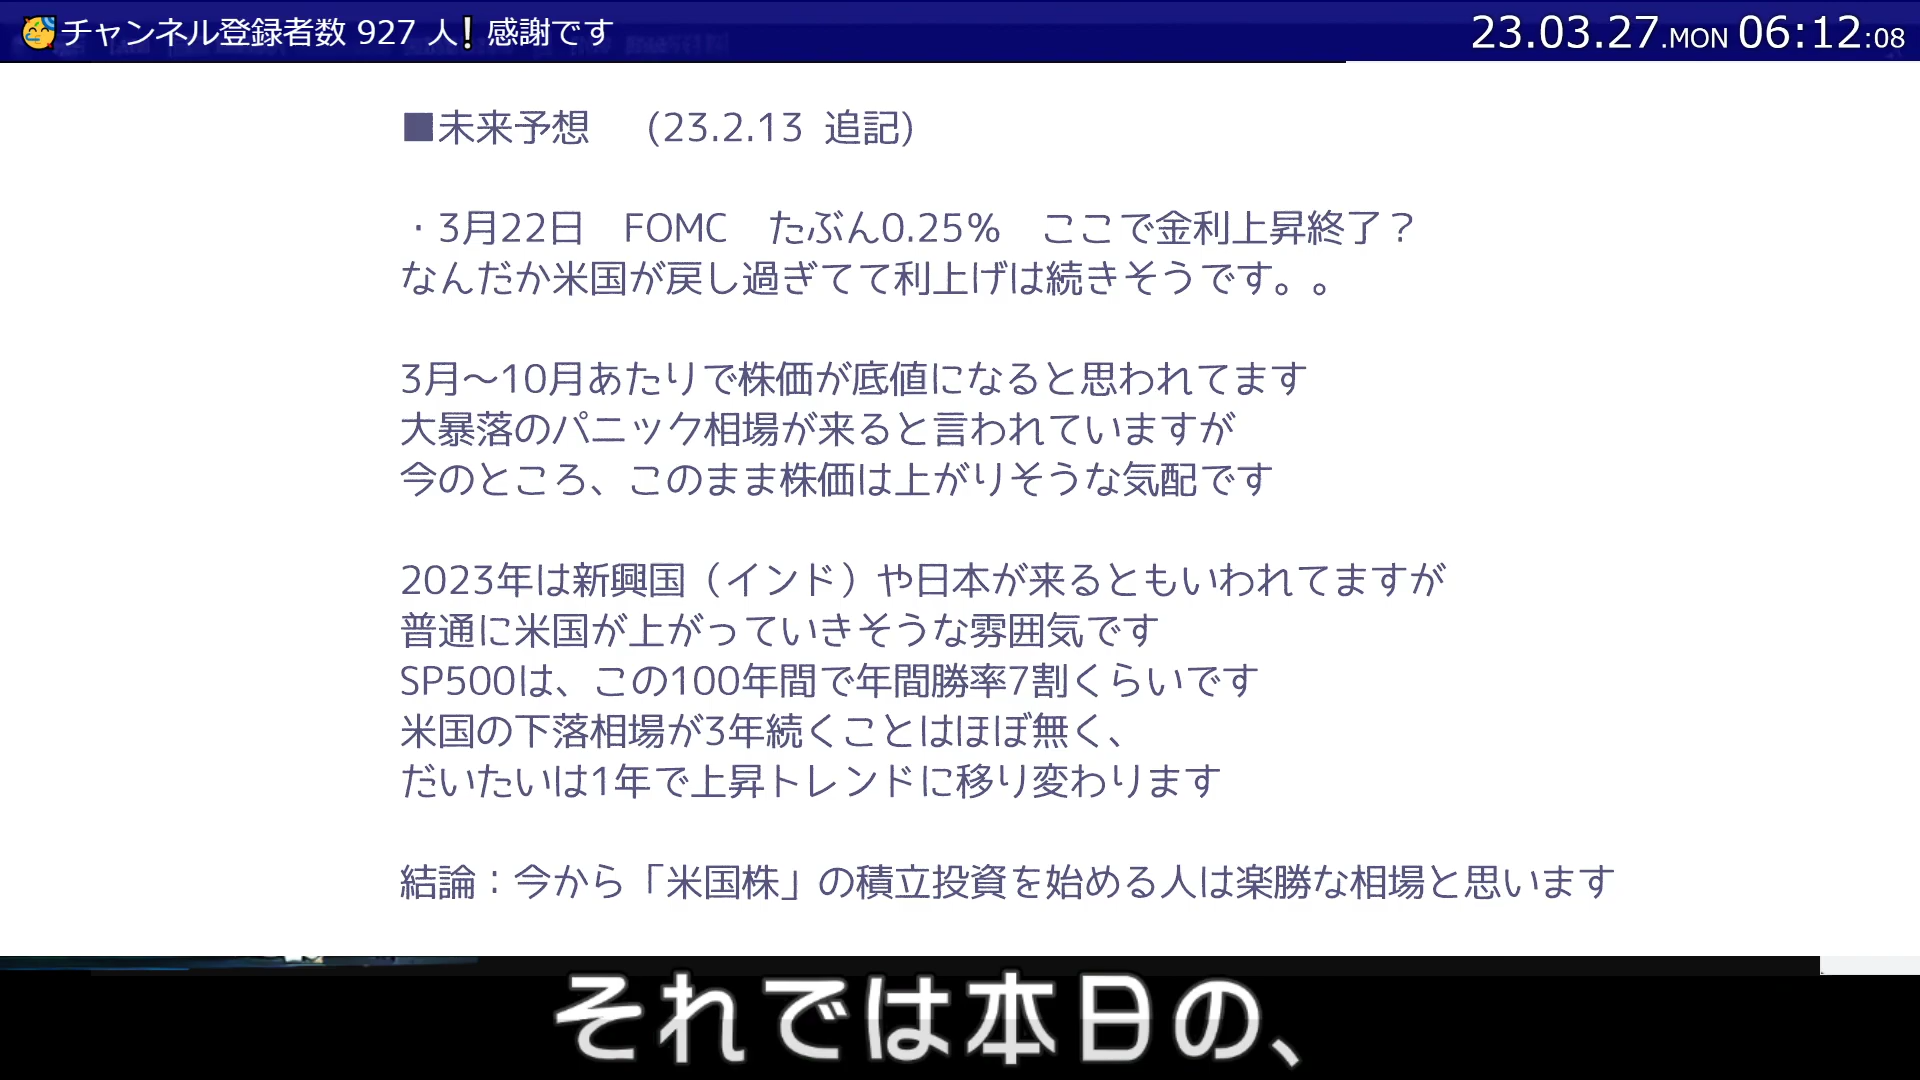 🥳チャンネル登録者数 927 人❗感謝です
23.03.27.MON 06:12:08
■未来予想　(23.2.13 追記)
・3月22日　FOMC　たぶん0.25%　ここで金利上昇終了？
なんだか米国が戻し過ぎてて利上げは続きそうです。。
3月～10月あたりで株価が底値になると思われてます
大暴落のパニック相場が来ると言われていますが
今のところ、このまま株価は上がりそうな気配です
2023年は新興国（インド）や日本が来るともいわれてますが
普通に米国が上がっていきそうな雰囲気です
SP500は、この100年間で年間勝率7割くらいです
米国の下落相場が3年続くことはほぼ無く、
だいたいは1年で上昇トレンドに移り変わります
結論：今から「米国株」の積立投資を始める人は楽勝な相場と思います
それでは本日の、